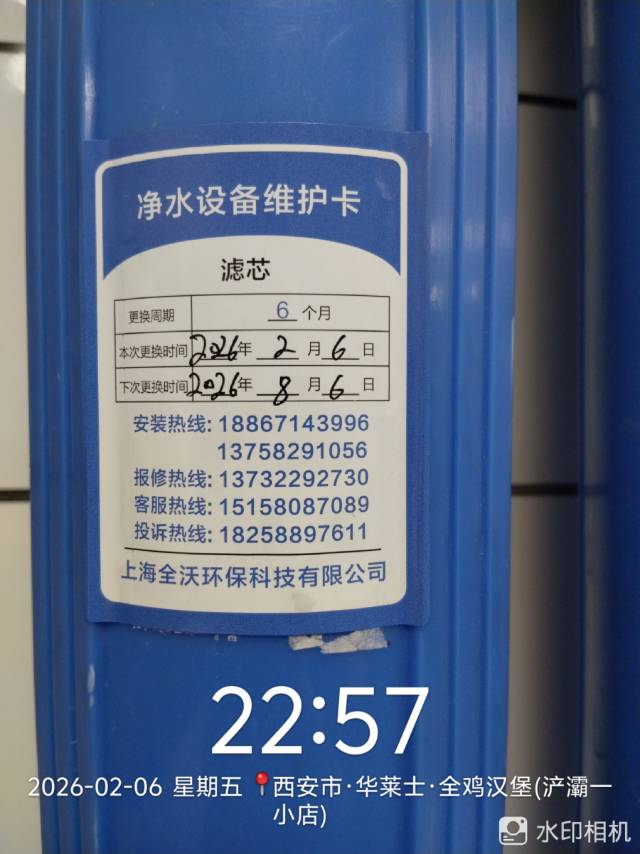 净水设备维护卡
滤芯
更换周期 6 个月
本次更换时间 2026年 2 月 6 日
下次更换时间 2026年 8 月 6 日
安装热线: 18867143996
13758291056
报修热线: 13732292730
客服热线: 15158087089
投诉热线: 18258897611
上海全沃环保科技有限公司
22:57
2026-02-06 星期五 📍西安市·华莱士·全鸡汉堡(浐灞一
小店)
水印相机